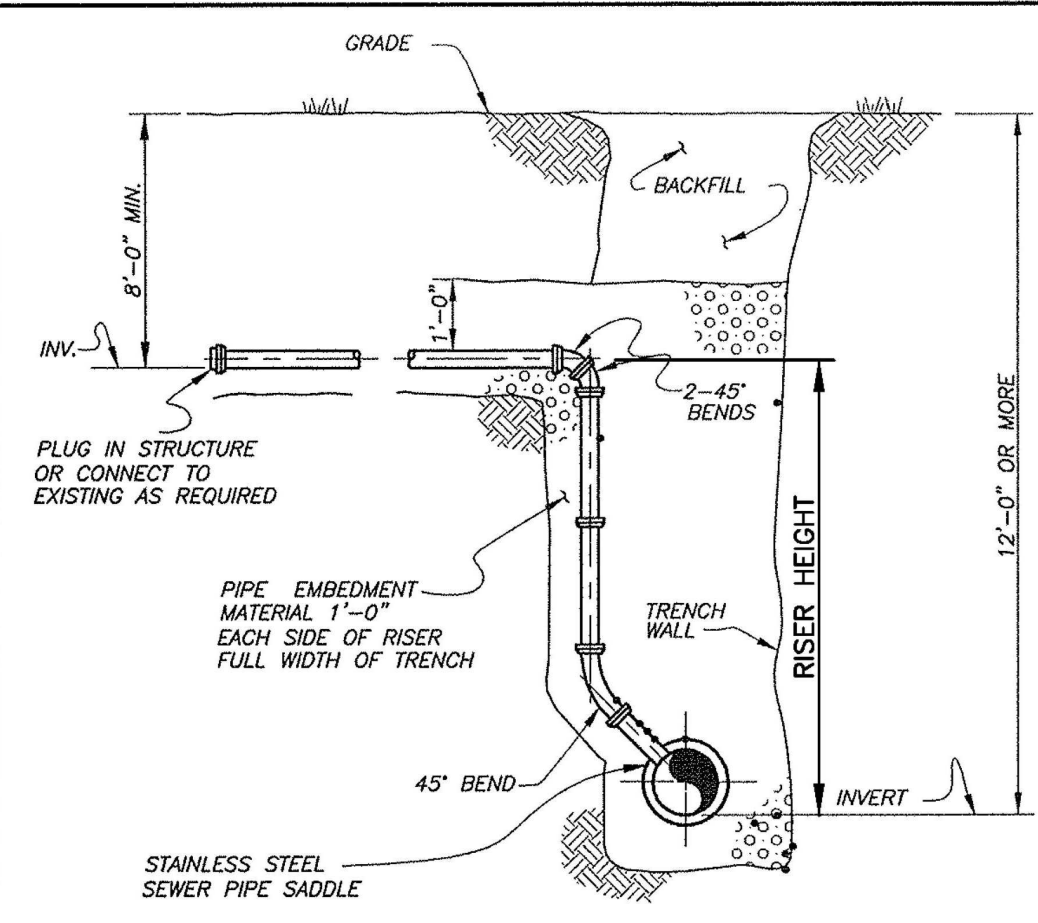 GRADE
BACKFILL
8'-0" MIN.
1'-0"
INV.
2-45°
BENDS
PLUG IN STRUCTURE
OR CONNECT TO
EXISTING AS REQUIRED
PIPE EMBEDMENT
MATERIAL 1'-0"
EACH SIDE OF RISER
FULL WIDTH OF TRENCH
TRENCH
WALL
RISER HEIGHT
12'-0" OR MORE
45° BEND
INVERT
STAINLESS STEEL
SEWER PIPE SADDLE